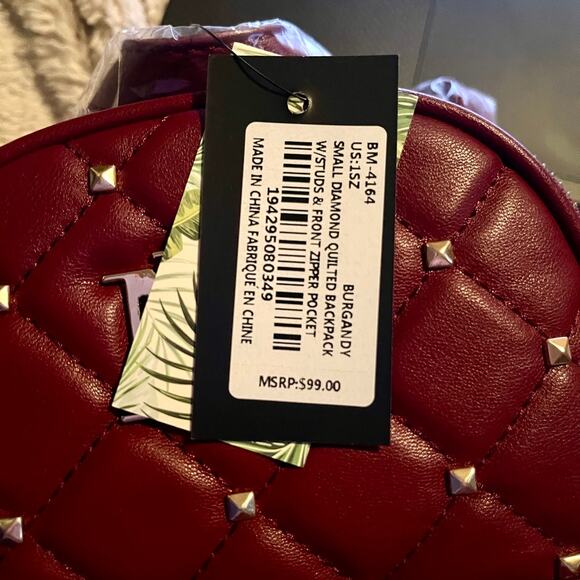 BM-4164
BURGANDY
US:1SZ
SMALL DIAMOND QUILTED BACKPACK
W/STUDS & FRONT ZIPPER POCKET
194295080349
MADE IN CHINA FABRIQUÉ EN CHINE
MSRP:$99.00